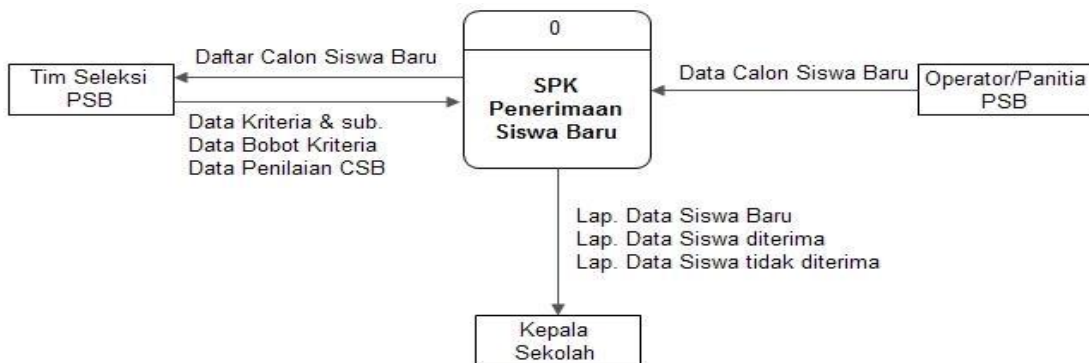 0
SPK
Penerimaan
Siswa Baru
Daftar Calon Siswa Baru
Tim Seleksi
PSB
Data Kriteria & sub.
Data Bobot Kriteria
Data Penilaian CSB
Data Calon Siswa Baru
Operator/Panitia
PSB
Lap. Data Siswa Baru
Lap. Data Siswa diterima
Lap. Data Siswa tidak diterima
Kepala
Sekolah